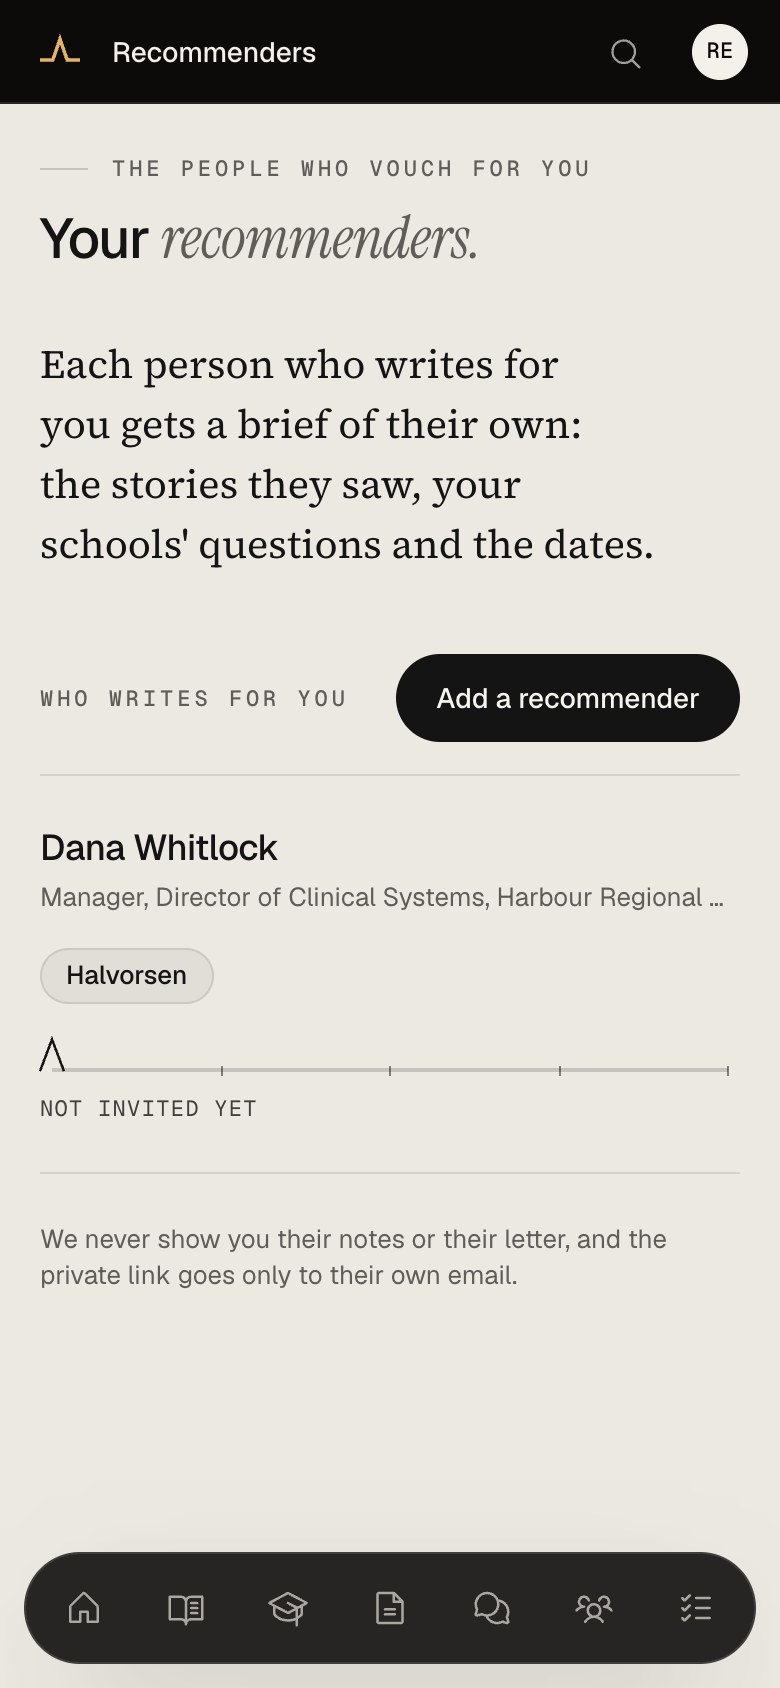 Recommenders
RE
THE PEOPLE WHO VOUCH FOR YOU
Your recommenders.
Each person who writes for
you gets a brief of their own:
the stories they saw, your
schools' questions and the dates.
WHO WRITES FOR YOU
Add a recommender
Dana Whitlock
Manager, Director of Clinical Systems, Harbour Regional ...
Halvorsen
NOT INVITED YET
We never show you their notes or their letter, and the
private link goes only to their own email.